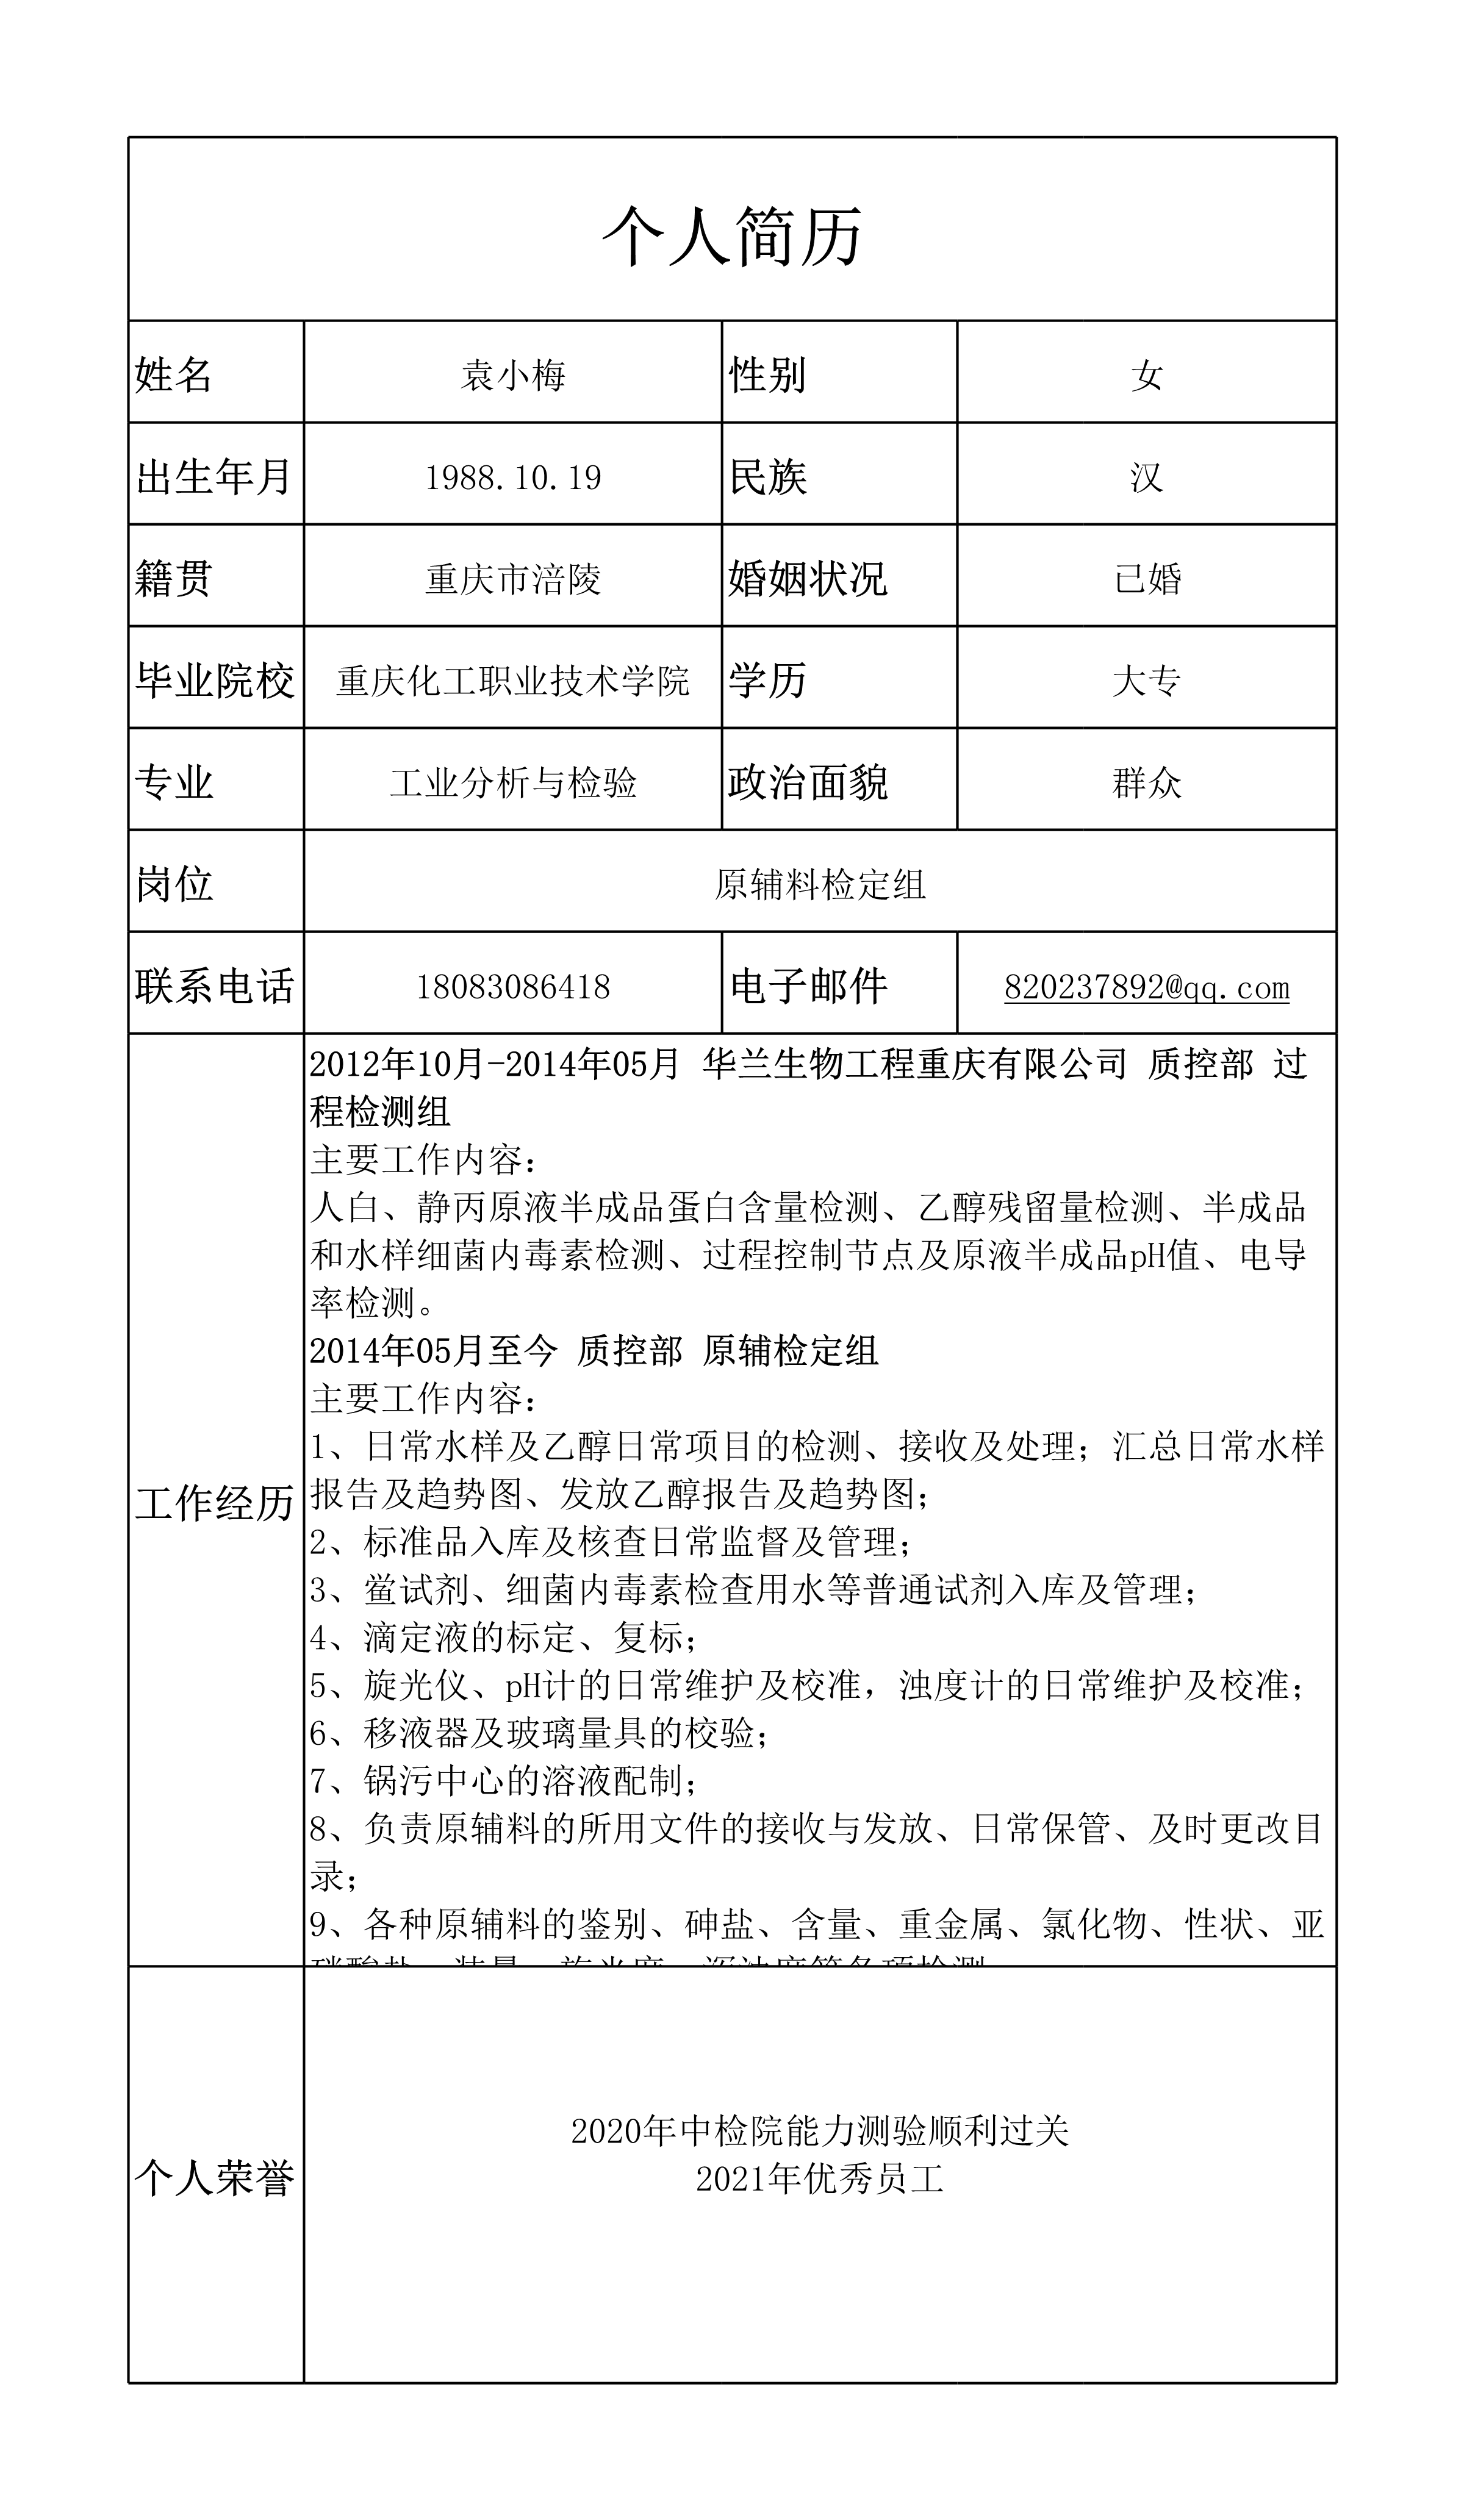 个人简历
姓名 袁小梅 性别 女
出生年月 1988.10.19 民族 汉
籍贯 重庆市涪陵 婚姻状况 已婚
毕业院校 重庆化工职业技术学院 学历 大专
专业 工业分析与检验 政治面貌 群众
岗位 原辅料检定组
联系电话 18083086418 电子邮件 820237892@qq.com
工作经历
2012年10月-2014年05月 华兰生物工程重庆有限公司 质控部 过
程检测组
主要工作内容：
人白、静丙原液半成品蛋白含量检测、乙醇残留量检测、半成品
和水样细菌内毒素检测、过程控制节点及原液半成品pH值、电导
率检测。
2014年05月至今 质控部 原辅检定组
主要工作内容：
1、日常水样及乙醇日常项目的检测、接收及处理；汇总日常水样
报告及趋势图、发放乙醇报告及趋势图；
2、标准品入库及核查日常监督及管理；
3、鲎试剂、细菌内毒素检查用水等普通试剂入库及管理；
4、滴定液的标定、复标；
5、旋光仪、pH计的日常维护及校准，浊度计的日常维护及校准；
6、移液器及玻璃量具的校验；
7、锅污中心的溶液配制；
8、负责原辅料的所用文件的接收与发放、日常保管、及时更改目
录；
9、各种原辅料的鉴别、砷盐、含量、重金属、氯化物、性状、亚
个人荣誉
2020年中检院能力测验顺利过关
2021年优秀员工